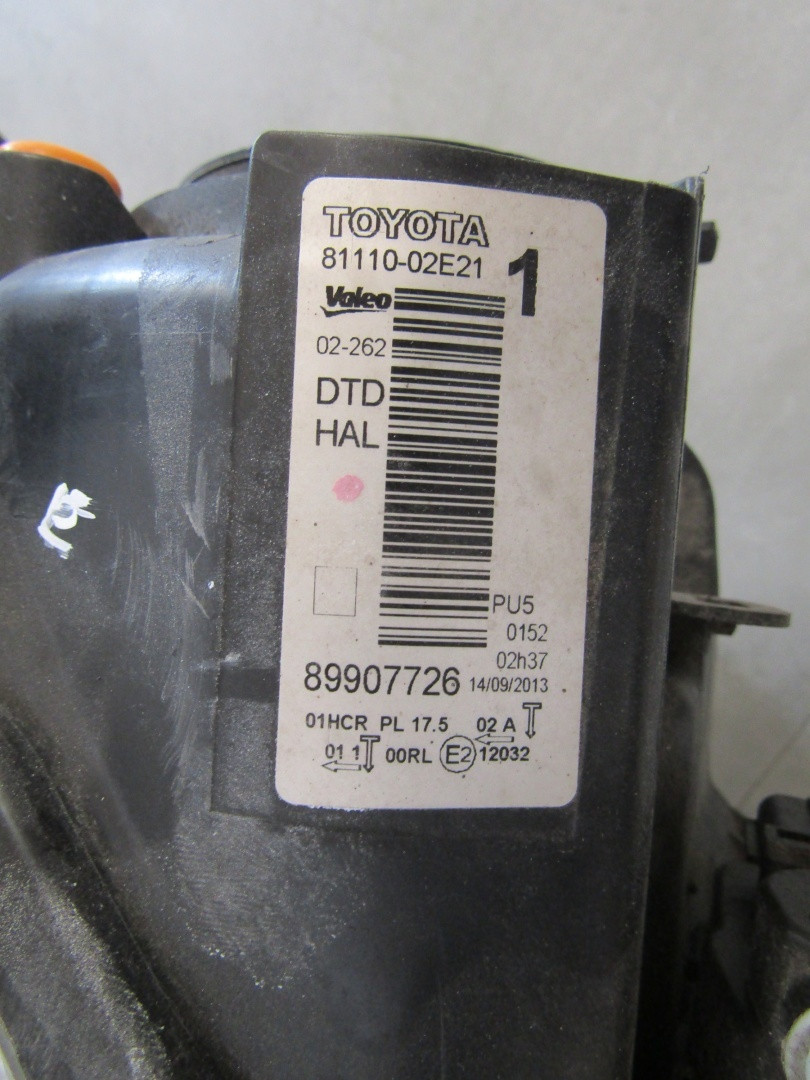 TOYOTA
81110-02E21 1
Valeo
02-262
DTD
HAL
PU5
0152
02h37
89907726 14/09/2013
01HCR PL 17.5 02 A
01 1 00RL E2 12032